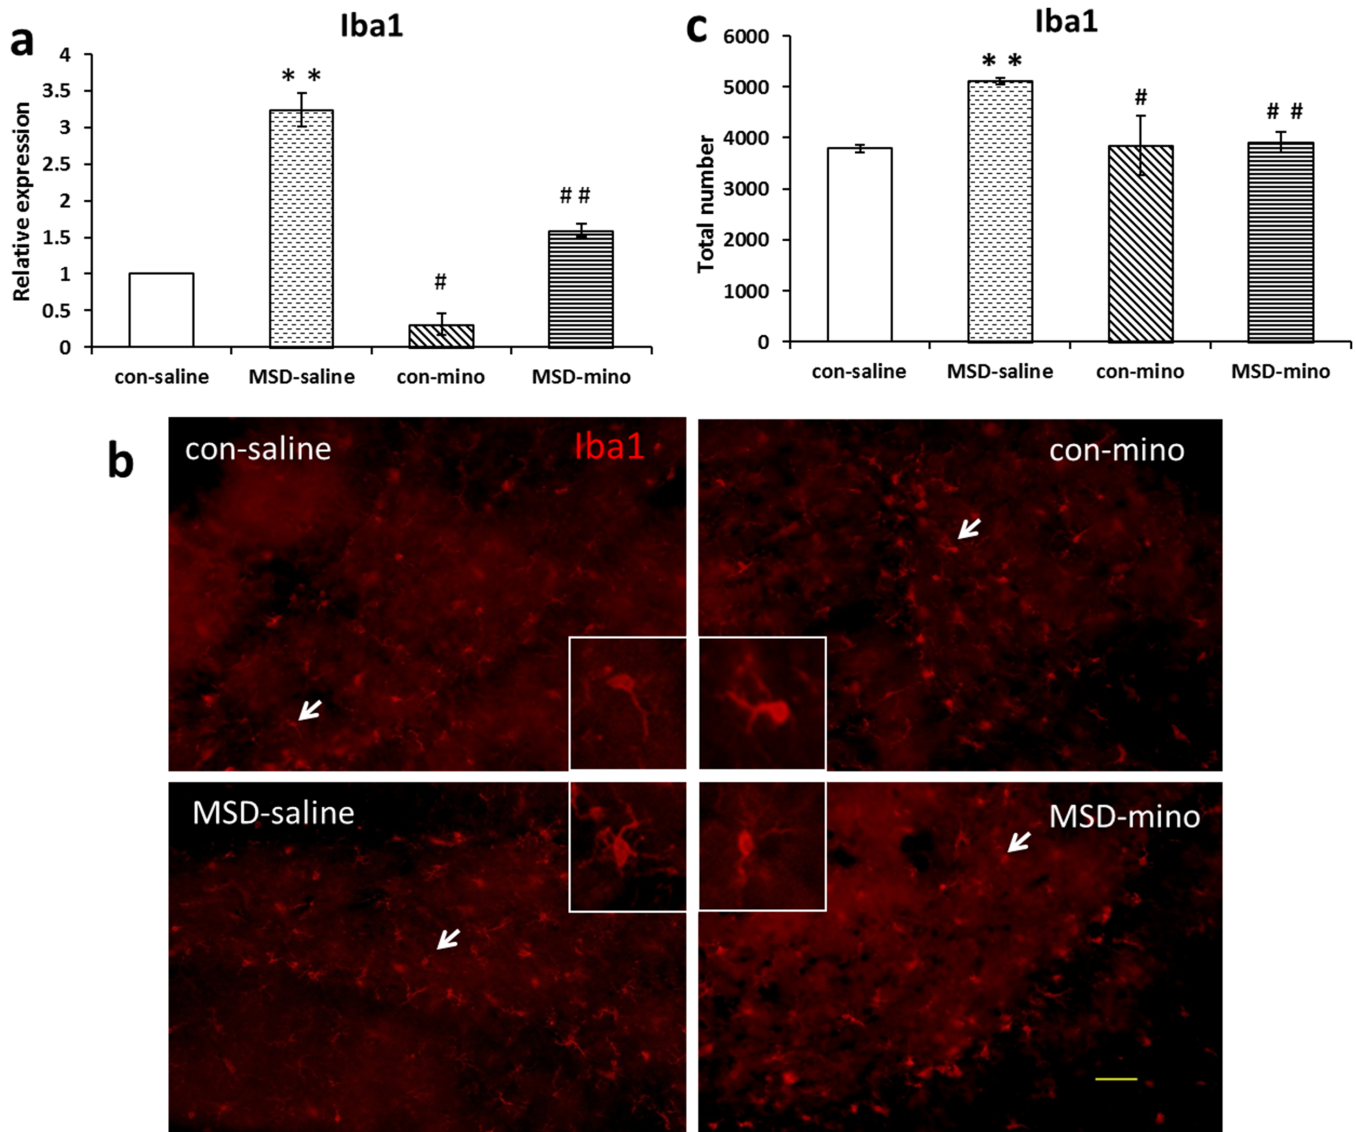 a
Iba1
Relative expression
4
3.5
3
2.5
2
1.5
1
0.5
0
* *
#
# #
con-saline MSD-saline con-mino MSD-mino
c
Iba1
Total number
6000
5000
4000
3000
2000
1000
0
* *
#
# #
con-saline MSD-saline con-mino MSD-mino
b
con-saline Iba1
con-mino
MSD-saline
MSD-mino